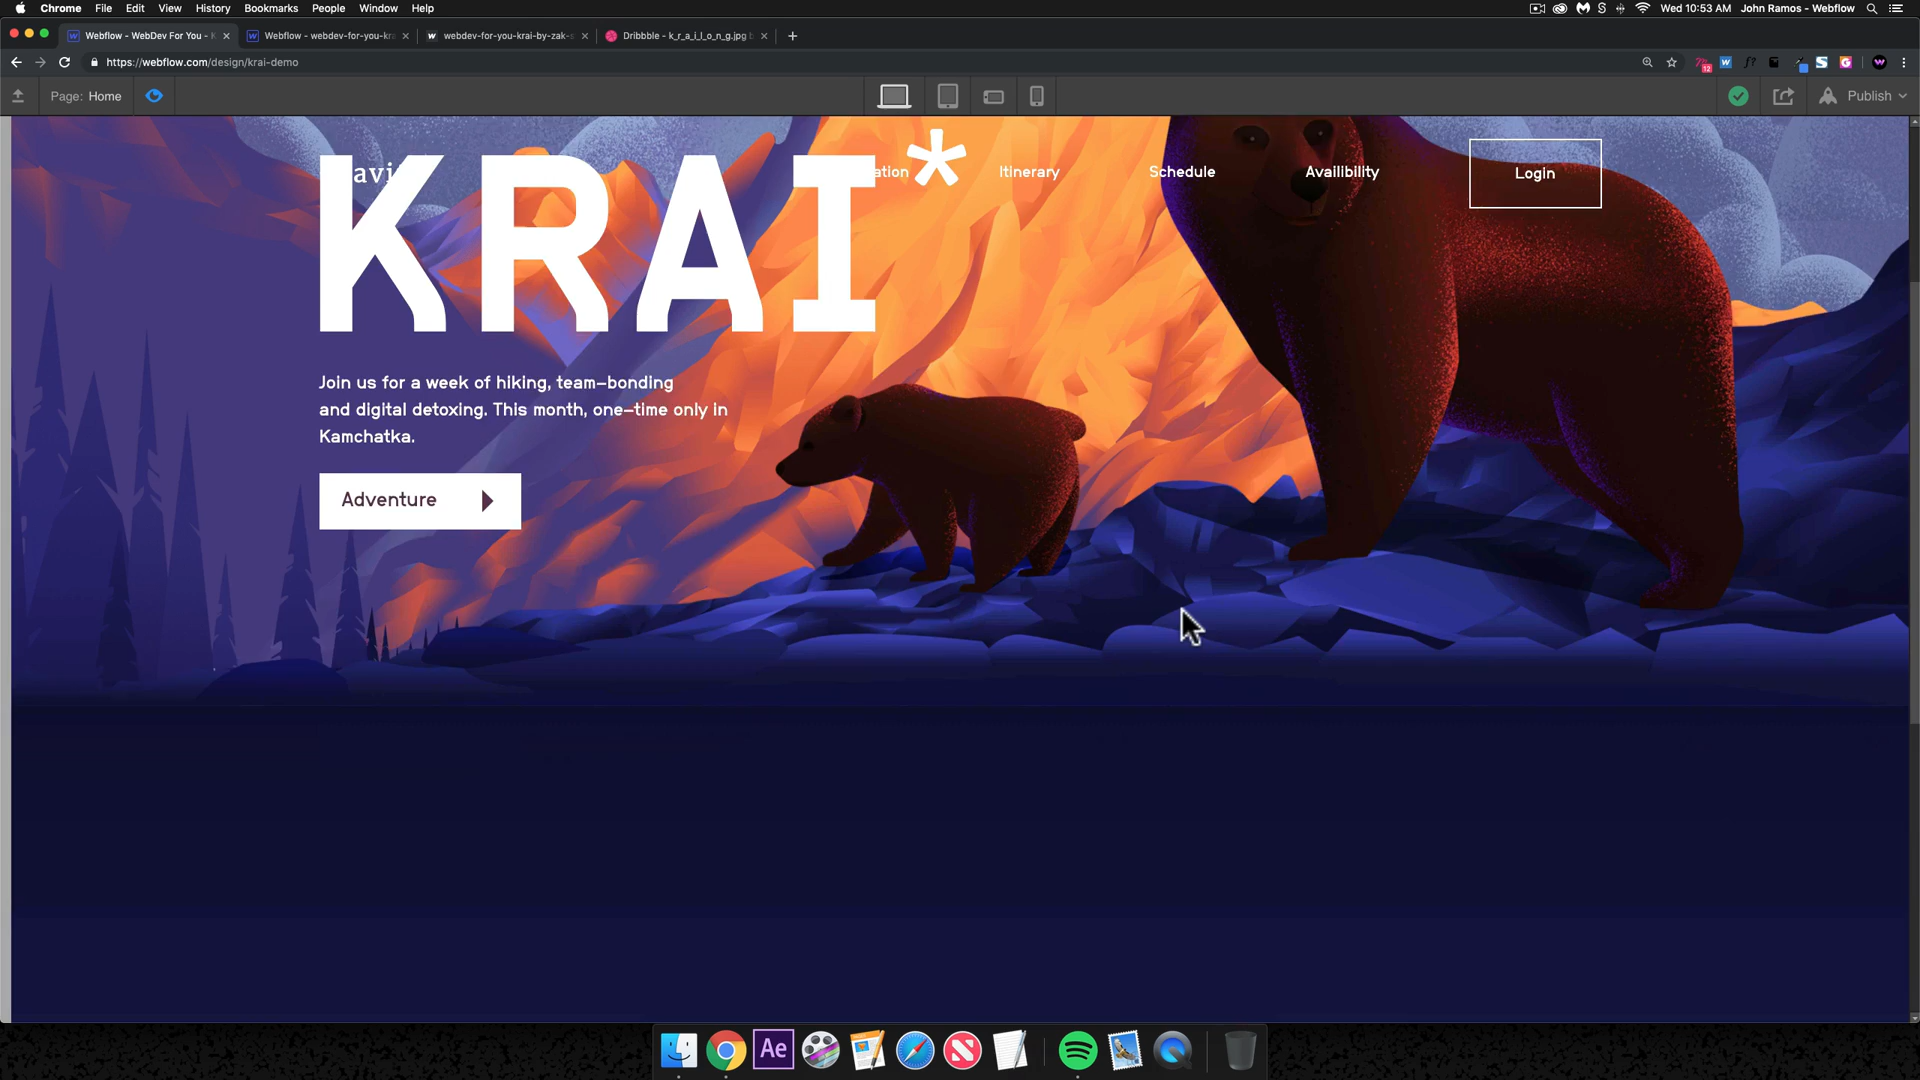 Chrome File Edit View History Bookmarks People Window Help
Wed 10:53 AM John Ramos - Webflow
Webflow - WebDev For You - K
Webflow - webdev-for-you-kra
webdev-for-you-krai-by-zak-s
Dribbble - k_r_a_i_l_o_n_g.jpg b
https://webflow.com/design/krai-demo
12
Page: Home
Publish
Itinerary Schedule Availibility Login
KRAI*
Join us for a week of hiking, team-bonding
and digital detoxing. This month, one-time only in
Kamchatka.
Adventure
Ae